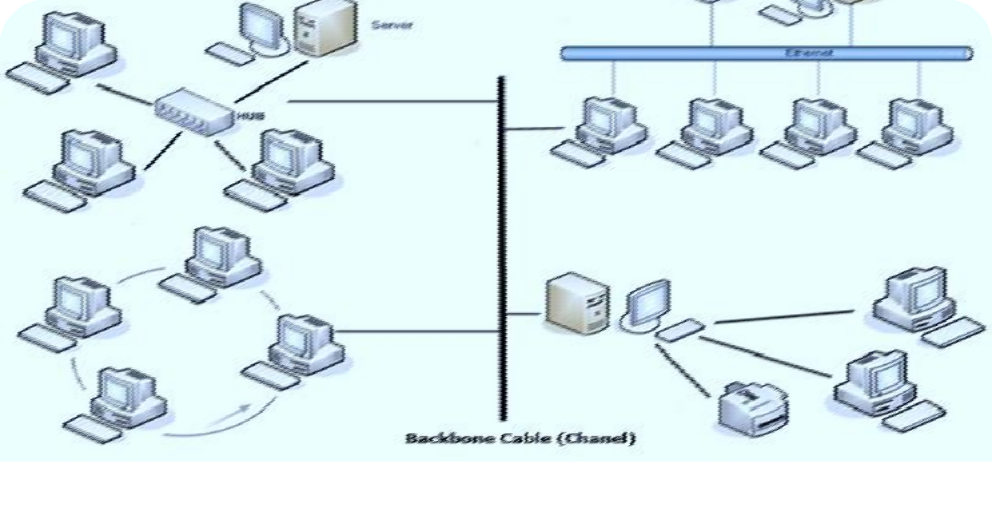 Server
Ethernet
HUB
Backbone Cable (Chanel)